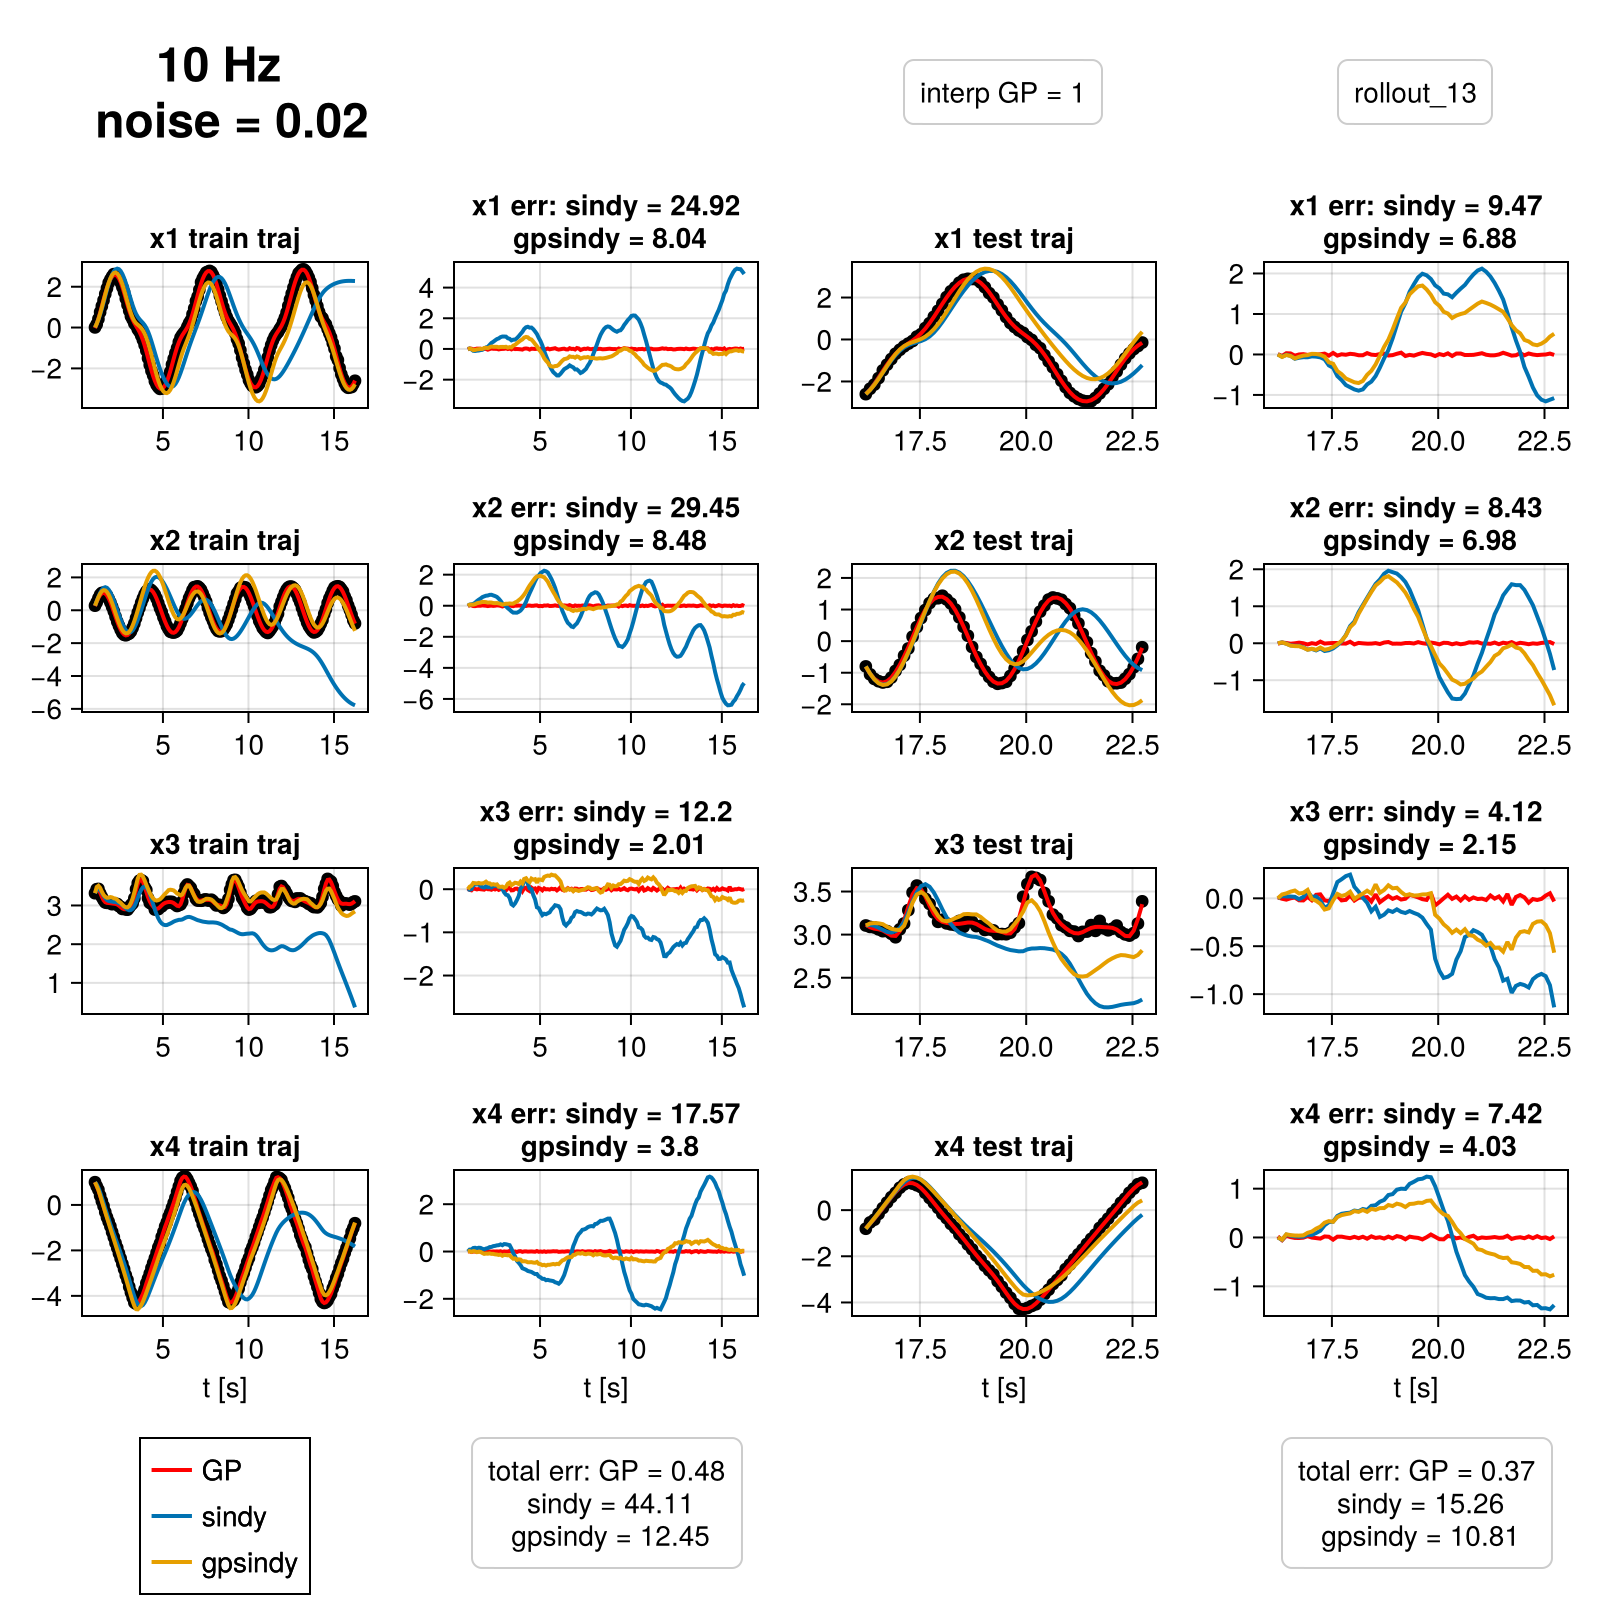 10 Hz
noise = 0.02
interp GP = 1
rollout_13
x1 train traj
2
0
−2
5
10
15
x1 err: sindy = 24.92
gpsindy = 8.04
4
2
0
−2
5
10
15
x1 test traj
2
0
−2
17.5
20.0
22.5
x1 err: sindy = 9.47
gpsindy = 6.88
2
1
0
−1
17.5
20.0
22.5
x2 train traj
2
0
−2
−4
−6
5
10
15
x2 err: sindy = 29.45
gpsindy = 8.48
2
0
−2
−4
−6
5
10
15
x2 test traj
2
1
0
−1
−2
17.5
20.0
22.5
x2 err: sindy = 8.43
gpsindy = 6.98
2
1
0
−1
17.5
20.0
22.5
x3 train traj
3
2
1
5
10
15
x3 err: sindy = 12.2
gpsindy = 2.01
0
−1
−2
5
10
15
x3 test traj
3.5
3.0
2.5
17.5
20.0
22.5
x3 err: sindy = 4.12
gpsindy = 2.15
0.0
−0.5
−1.0
17.5
20.0
22.5
x4 train traj
0
−2
−4
5
10
15
t [s]
x4 err: sindy = 17.57
gpsindy = 3.8
2
0
−2
5
10
15
t [s]
x4 test traj
0
−2
−4
17.5
20.0
22.5
t [s]
x4 err: sindy = 7.42
gpsindy = 4.03
1
0
−1
17.5
20.0
22.5
t [s]
GP
sindy
gpsindy
total err: GP = 0.48
sindy = 44.11
gpsindy = 12.45
total err: GP = 0.37
sindy = 15.26
gpsindy = 10.81